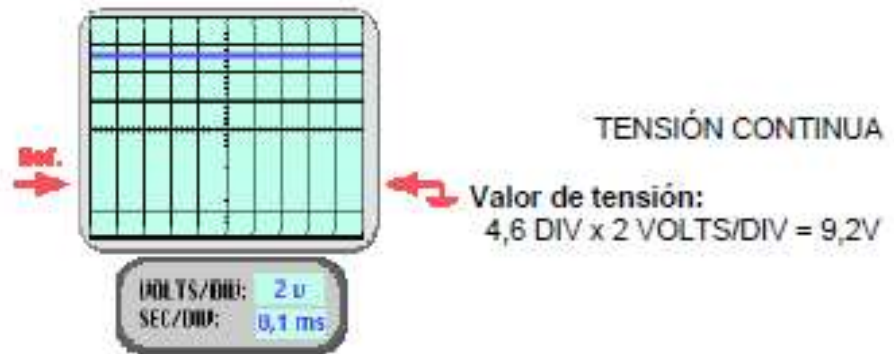 Ref.
TENSIÓN CONTINUA
Valor de tensión:
4,6 DIV x 2 VOLTS/DIV = 9,2V
VOLTS/DIV: 2 v
SEC/DIV: 0,1 ms